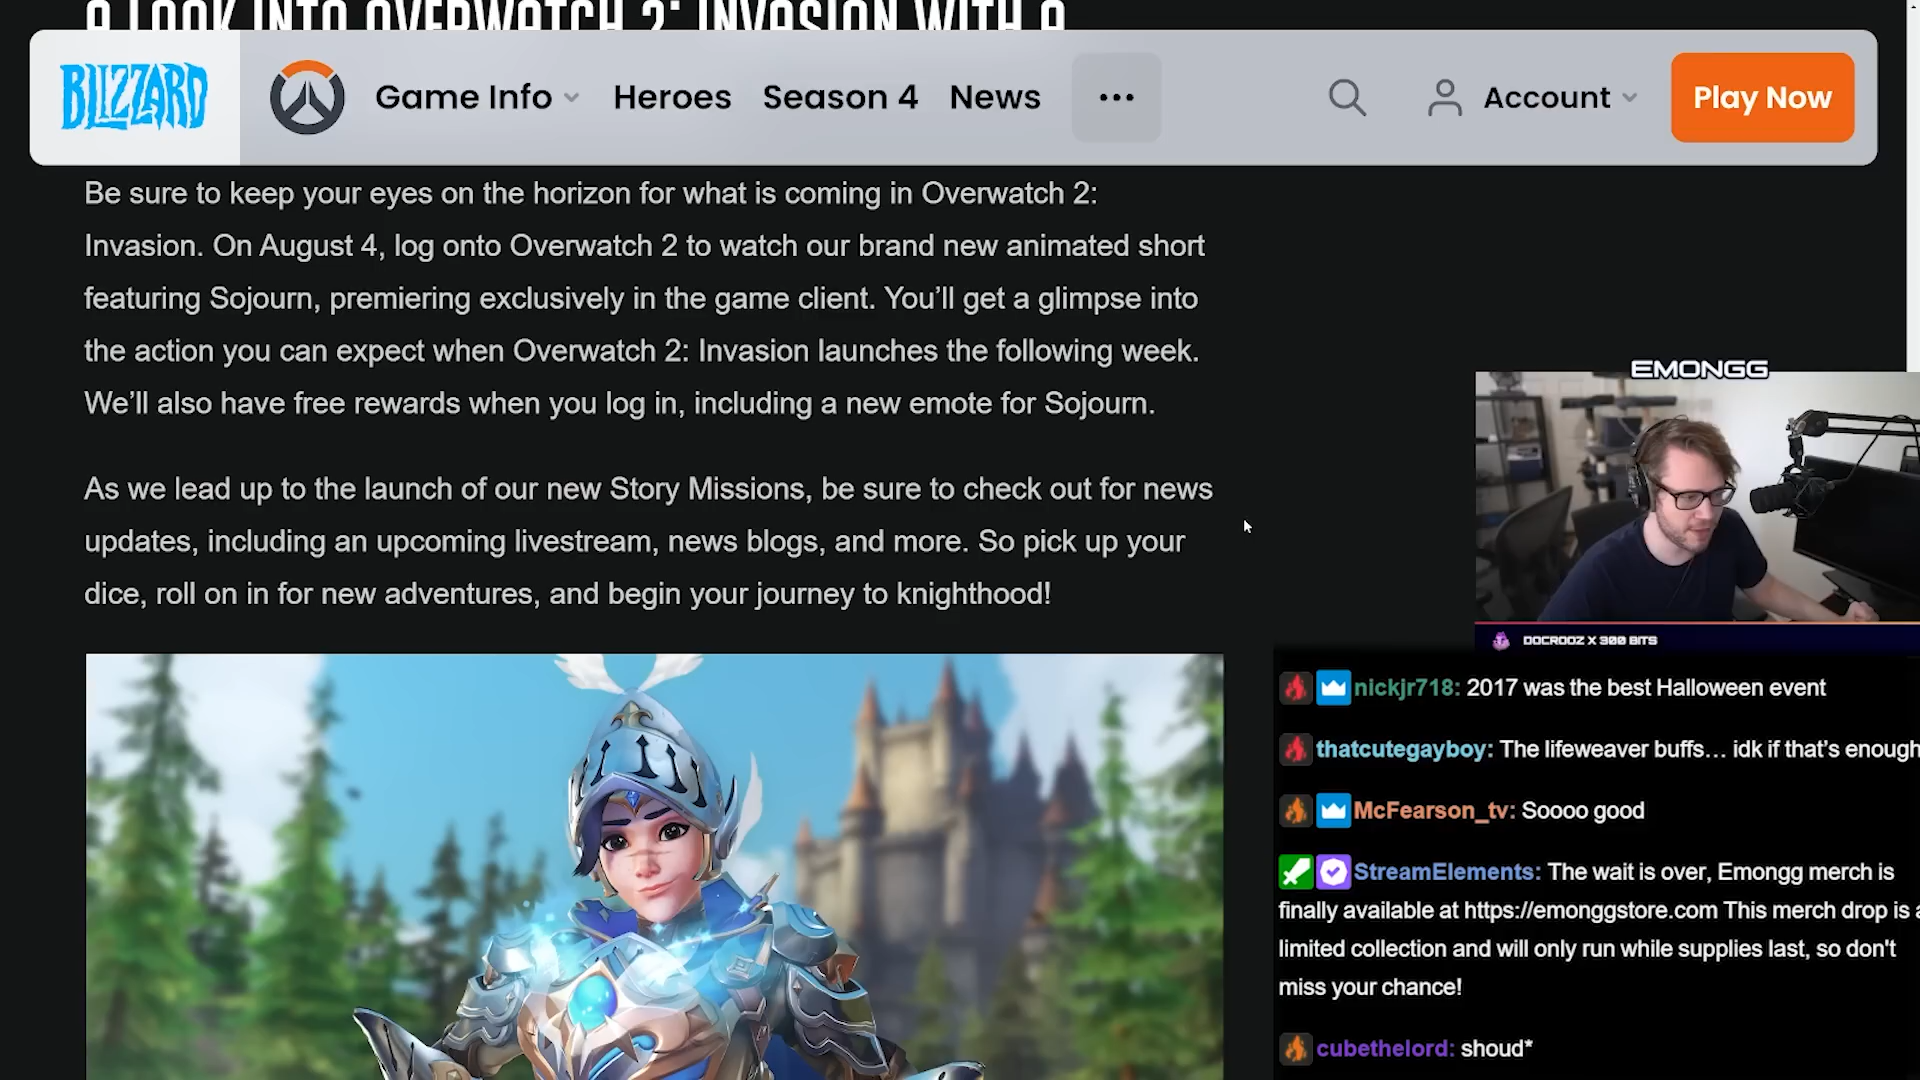 A LOOK INTO OVERWATCH 2: INVASION WITH A
BLIZZARD
Game Info
Heroes
Season 4
News
Account
Play Now
Be sure to keep your eyes on the horizon for what is coming in Overwatch 2:
Invasion. On August 4, log onto Overwatch 2 to watch our brand new animated short
featuring Sojourn, premiering exclusively in the game client. You’ll get a glimpse into
the action you can expect when Overwatch 2: Invasion launches the following week.
We’ll also have free rewards when you log in, including a new emote for Sojourn.
As we lead up to the launch of our new Story Missions, be sure to check out for news
updates, including an upcoming livestream, news blogs, and more. So pick up your
dice, roll on in for new adventures, and begin your journey to knighthood!
EMONGG
DOCROOZ X 300 BITS
nickjr718: 2017 was the best Halloween event
thatcutegayboy: The lifeweaver buffs... idk if that's enough
McFearson_tv: Soooo good
StreamElements: The wait is over, Emongg merch is
finally available at https://emonggstore.com This merch drop is a
limited collection and will only run while supplies last, so don't
miss your chance!
cubethelord: shoud*